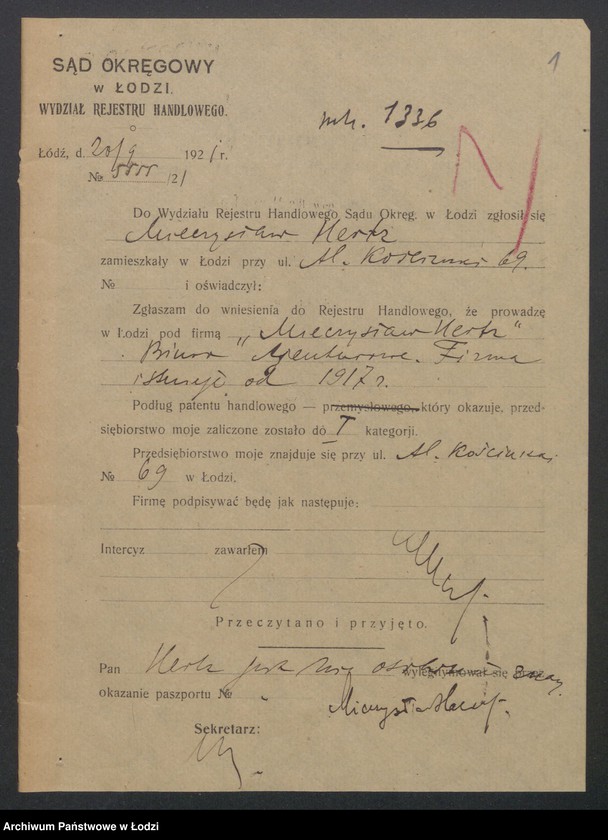 1
SĄD OKRĘGOWY
w ŁODZI,
WYDZIAŁ REJESTRU HANDLOWEGO.
1336
Łódź, d. 20/9 1921 r.
№ /21
Do Wydziału Rejestru Handlowego Sądu Okręg. w Łodzi zgłosił się
Mieczysław Hertz
zamieszkały w Łodzi przy ul. Al. Kościuszki 69.
№ i oświadczył:
Zgłaszam do wniesienia do Rejestru Handlowego, że prowadzę
w Łodzi pod firmą „Mieczysław Hertz"
Biuro Agenturowe. Firma
istnieje od 1917 r.
Podług patentu handlowego — przemysłowego, który okazuje, przed-
siębiorstwo moje zaliczone zostało do I kategorji.
Przedsiębiorstwo moje znajduje się przy ul. Al. Kościuszki
№ 69 w Łodzi.
Firmę podpisywać będę jak następuje:
Intercyz zawarłem
Przeczytano i przyjęto.
Pan Hertz jest mi wylegitymował się przez
okazanie paszportu №
Mieczysław Hertz.
Sekretarz:
Archiwum Państwowe w Łodzi